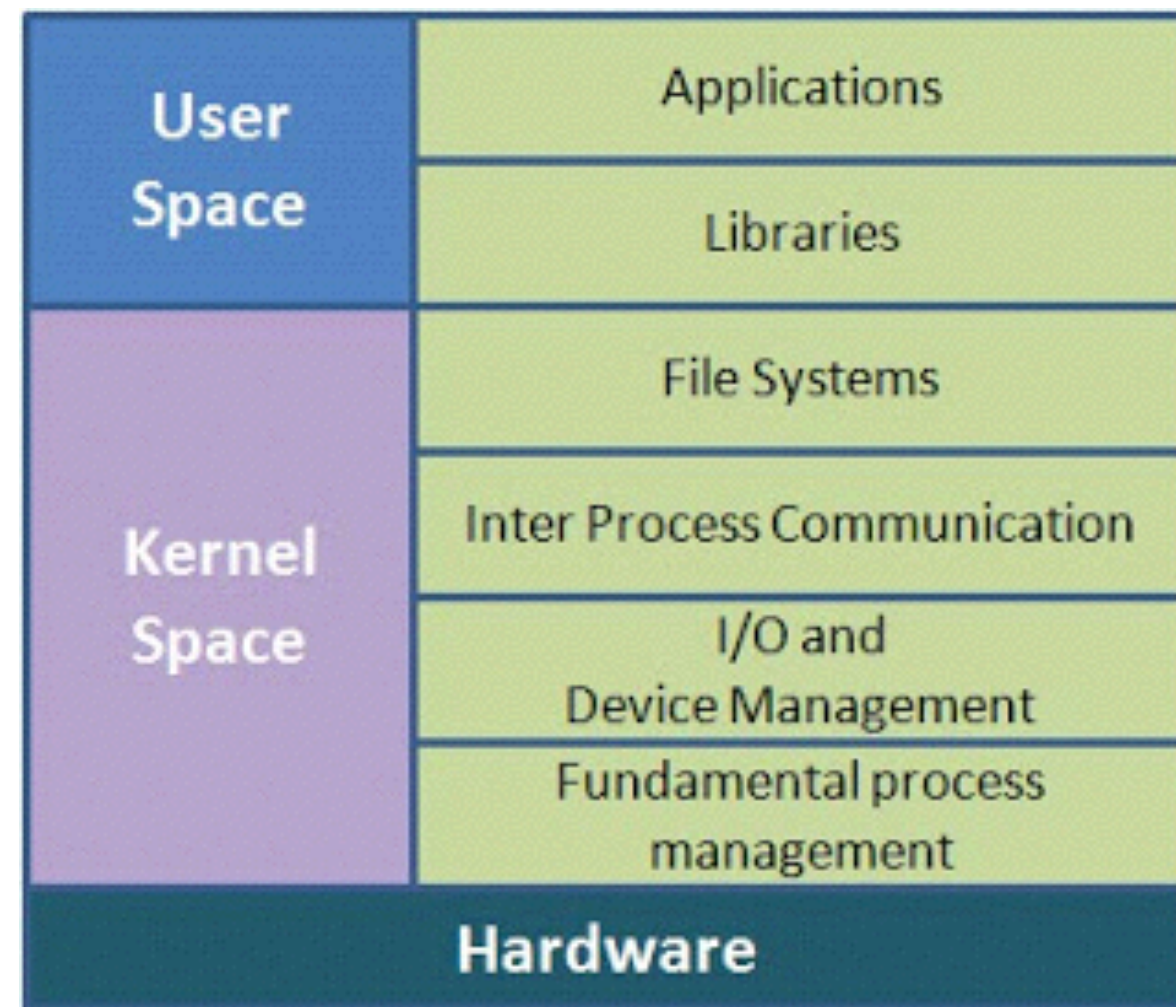 User
Space
Applications
Libraries
Kernel
Space
File Systems
Inter Process Communication
I/O and
Device Management
Fundamental process
management
Hardware